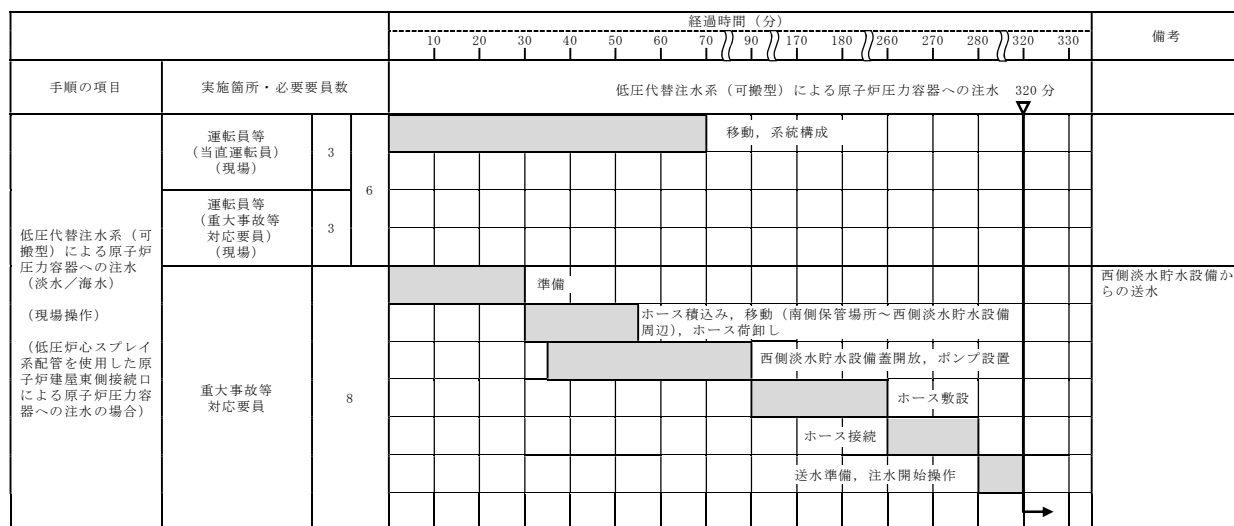 経過時間（分）
備考
10 20 30 40 50 60 70 90 170 180 260 270 280 320 330
手順の項目
実施箇所・必要要員数
低圧代替注水系（可搬型）による原子炉圧力容器への注水 320 分
低圧代替注水系（可
搬型）による原子炉
圧力容器への注水
（淡水／海水）
（現場操作）
（低圧炉心スプレイ
系配管を使用した原
子炉建屋東側接続口
による原子炉圧力容
器への注水の場合）
運転員等
（当直運転員）
（現場）
3
6
移動，系統構成
運転員等
（重大事故等
対応要員）
（現場）
3
重大事故等
対応要員
8
準備
西側淡水貯水設備か
らの送水
ホース積込み，移動（南側保管場所～西側淡水貯水設備
周辺），ホース荷卸し
西側淡水貯水設備蓋開放，ポンプ設置
ホース敷設
ホース接続
送水準備，注水開始操作